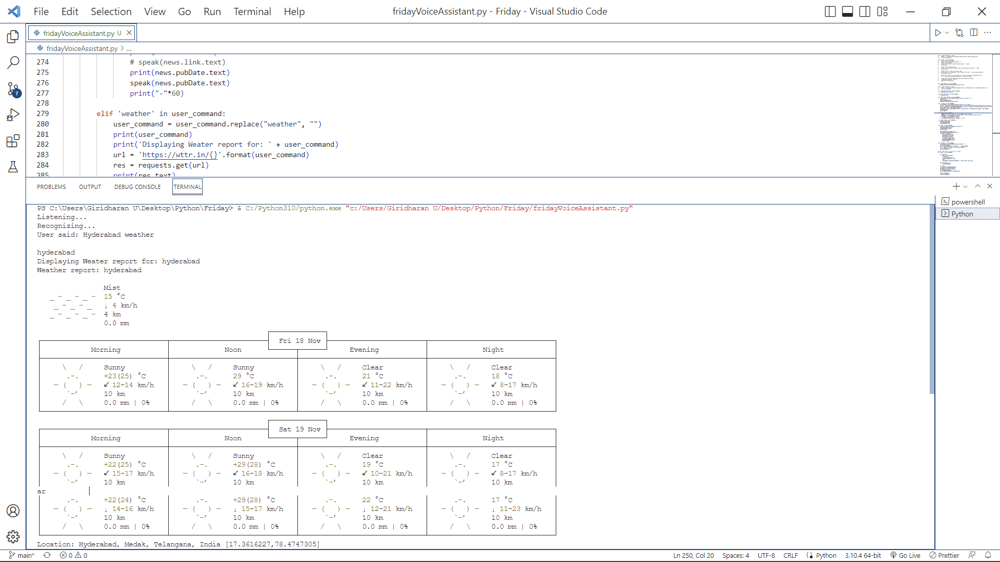 File Edit Selection View Go Run Terminal Help fridayVoiceAssistant.py - Friday - Visual Studio Code
fridayVoiceAssistant.py U
fridayVoiceAssistant.py > ...
7
274 # speak(news.link.text)
275 print(news.pubDate.text)
276 speak(news.pubDate.text)
277 print("-"*60)
278
279 elif 'weather' in user_command:
280 user_command = user_command.replace("weather", "")
281 print(user_command)
282 print('Displaying Weater report for: ' + user_command)
283 url = 'https://wttr.in/{}'.format(user_command)
284 res = requests.get(url)
285 print(res.text)
PROBLEMS OUTPUT DEBUG CONSOLE TERMINAL
powershell
Python
PS C:\Users\Giridharan U\Desktop\Python\Friday> & C:/Python310/python.exe "c:/Users/Giridharan U/Desktop/Python/Friday/fridayVoiceAssistant.py"
Listening...
Recognizing...
User said: Hyderabad weather
hyderabad
Displaying Weater report for: hyderabad
Weather report: hyderabad
Mist
15 °C
↓ 4 km/h
4 km
0.0 mm
Fri 18 Nov
Morning Noon Evening Night
Sunny Sunny Clear Clear
+23(25) °C 29 °C 21 °C 18 °C
↙ 12-14 km/h ↙ 16-19 km/h ↙ 11-22 km/h ↙ 8-17 km/h
10 km 10 km 10 km 10 km
0.0 mm | 0% 0.0 mm | 0% 0.0 mm | 0% 0.0 mm | 0%
Sat 19 Nov
Morning Noon Evening Night
Sunny Sunny Clear Clear
+22(25) °C +29(28) °C 19 °C 17 °C
↙ 15-17 km/h ↙ 16-18 km/h ↙ 10-21 km/h ↙ 8-17 km/h
10 km 10 km 10 km 10 km
ar
+22(24) °C +29(28) °C 22 °C 17 °C
↓ 14-16 km/h ↓ 15-17 km/h ↓ 12-21 km/h ↓ 11-23 km/h
10 km 10 km 10 km 10 km
0.0 mm | 0% 0.0 mm | 0% 0.0 mm | 0% 0.0 mm | 0%
Location: Hyderabad, Medak, Telangana, India [17.3616227,78.4747305]
main* 0 0 Ln 250, Col 20 Spaces: 4 UTF-8 CRLF Python 3.10.4 64-bit Go Live Prettier